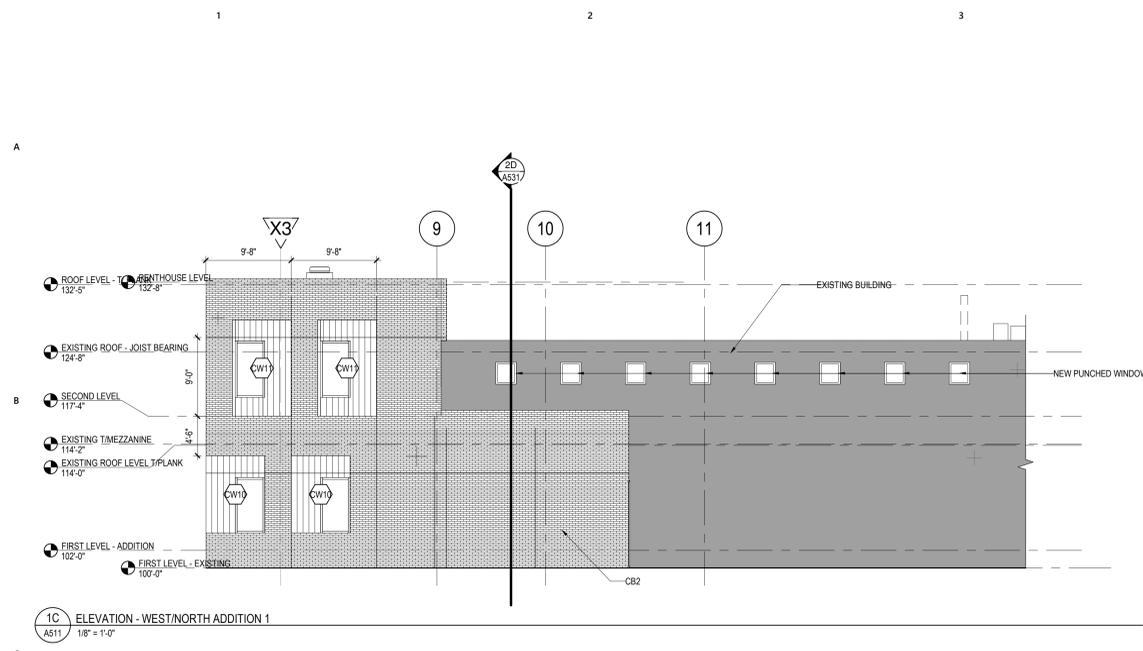 1
2
3
A
2D
A531
X3
9
10
11
9'-8"
9'-8"
ROOF LEVEL - T/
132'-5"
PENTHOUSE LEVEL
132'-8"
EXISTING BUILDING
EXISTING ROOF - JOIST BEARING
124'-8"
CW11
CW11
9'-0"
NEW PUNCHED WINDOW
B
SECOND LEVEL
117'-4"
4'-6"
EXISTING T/MEZZANINE
114'-2"
EXISTING ROOF LEVEL T/PLANK
114'-0"
CW10
CW10
FIRST LEVEL - ADDITION
102'-0"
FIRST LEVEL - EXISTING
100'-0"
CB2
1C
A511
ELEVATION - WEST/NORTH ADDITION 1
1/8" = 1'-0"